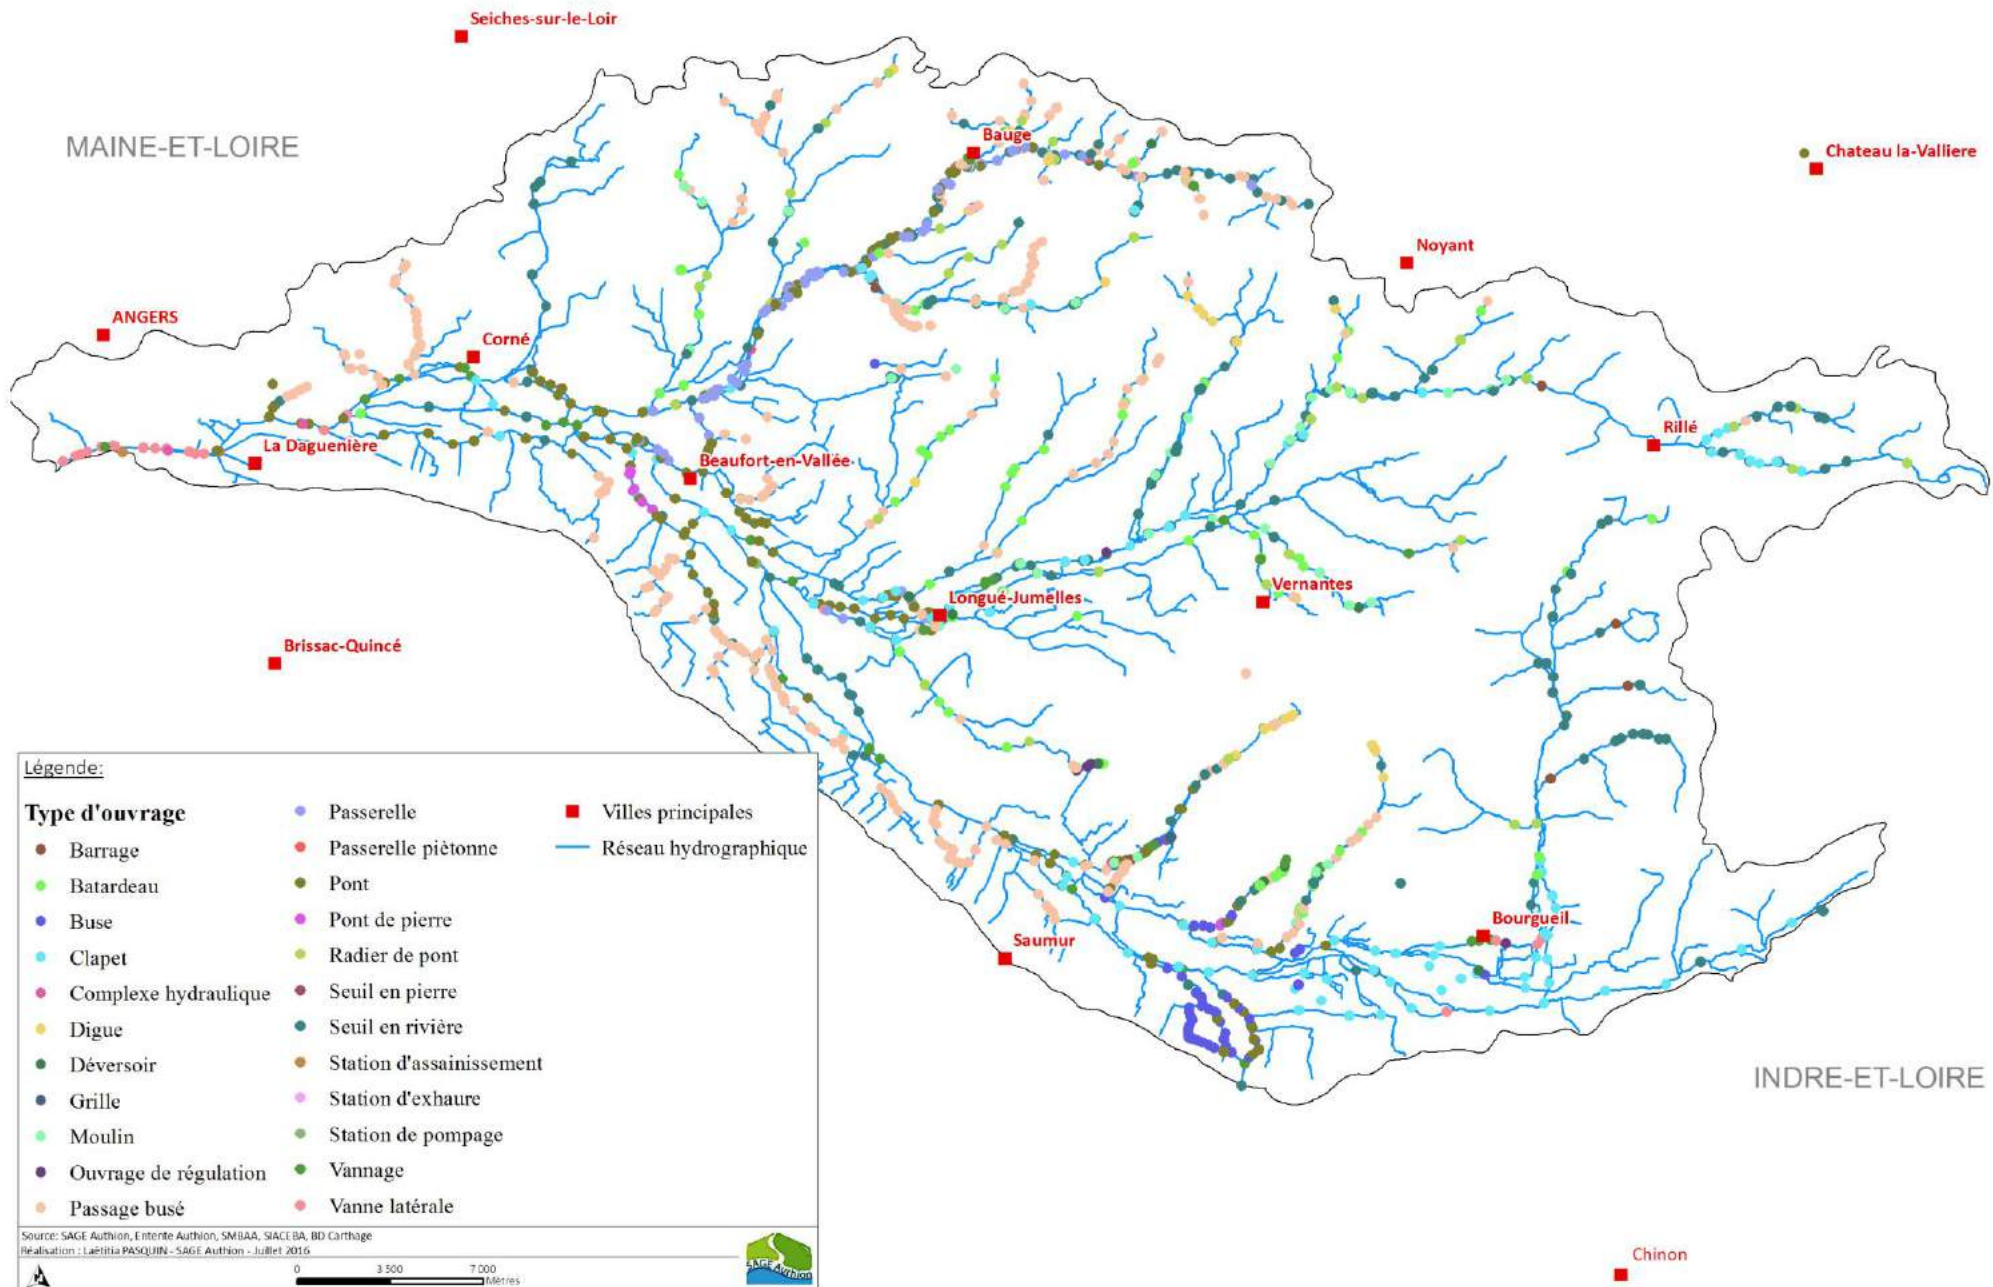 Seiches-sur-le-Loir
MAINE-ET-LOIRE
Bauge
Chateau la-Valliere
Noyant
ANGERS
Corné
La Daguenière
Beaufort-en-Vallée
Rillé
Longué-Jumelles
Vernantes
Brissac-Quincé
Bourgueil
Saumur
INDRE-ET-LOIRE
Chinon
Légende:
Type d'ouvrage
Barrage
Batardeau
Buse
Clapet
Complexe hydraulique
Digue
Déversoir
Grille
Moulin
Ouvrage de régulation
Passage busé
Passerelle
Passerelle piètonne
Pont
Pont de pierre
Radier de pont
Seuil en pierre
Seuil en rivière
Station d'assainissement
Station d'exhaure
Station de pompage
Vannage
Vanne latérale
Villes principales
Réseau hydrographique
Source: SAGE Authion, Entente Authion, SMBAA, SIACEBA, BD Carthage
Réalisation : Laëtitia PASQUIN - SAGE Authion - Juillet 2016
0 3 500 7 000
Mètres
SAGE Authion